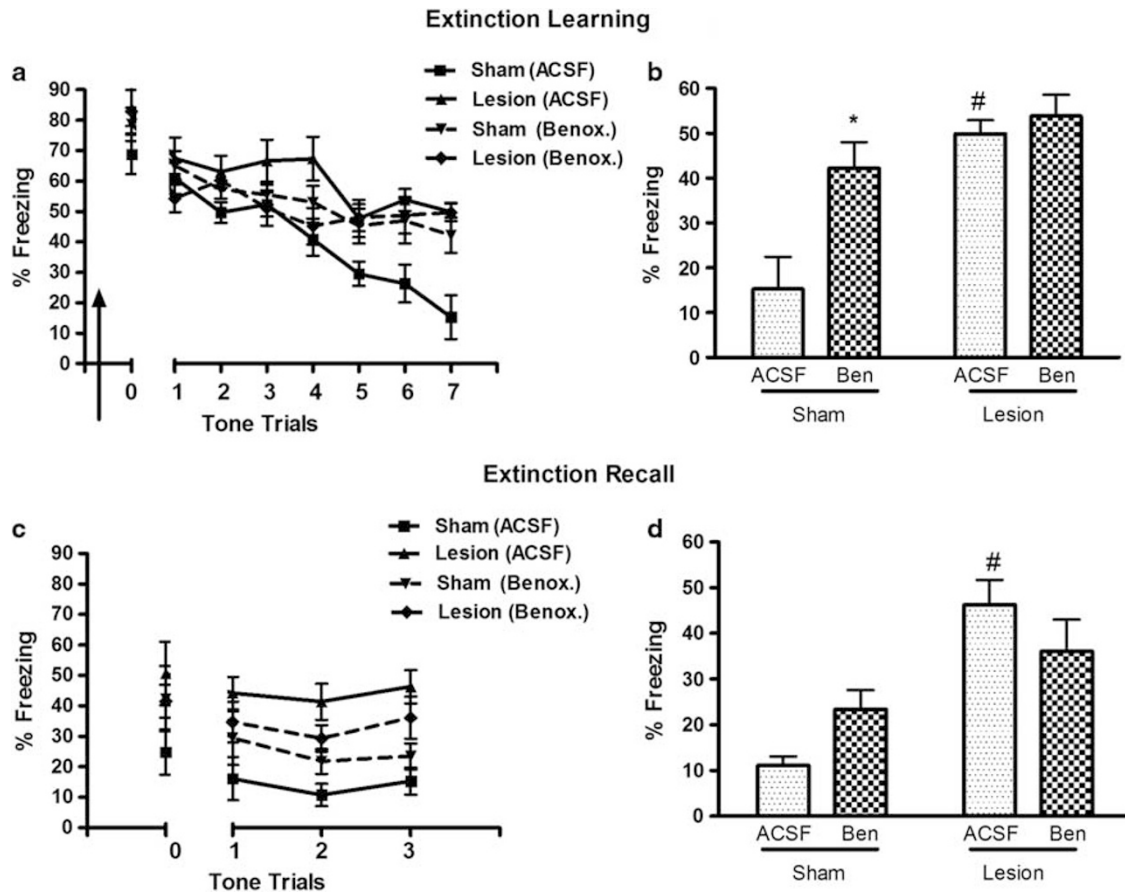 Extinction Learning
a
Sham (ACSF)
Lesion (ACSF)
Sham (Benox.)
Lesion (Benox.)
% Freezing
90
80
70
60
50
40
30
20
10
0
0 1 2 3 4 5 6 7
Tone Trials
b
% Freezing
60
50
40
30
20
10
0
*
#
ACSF Ben ACSF Ben
Sham Lesion
Extinction Recall
c
Sham (ACSF)
Lesion (ACSF)
Sham (Benox.)
Lesion (Benox.)
% Freezing
90
80
70
60
50
40
30
20
10
0
0 1 2 3
Tone Trials
d
% Freezing
60
50
40
30
20
10
0
#
ACSF Ben ACSF Ben
Sham Lesion